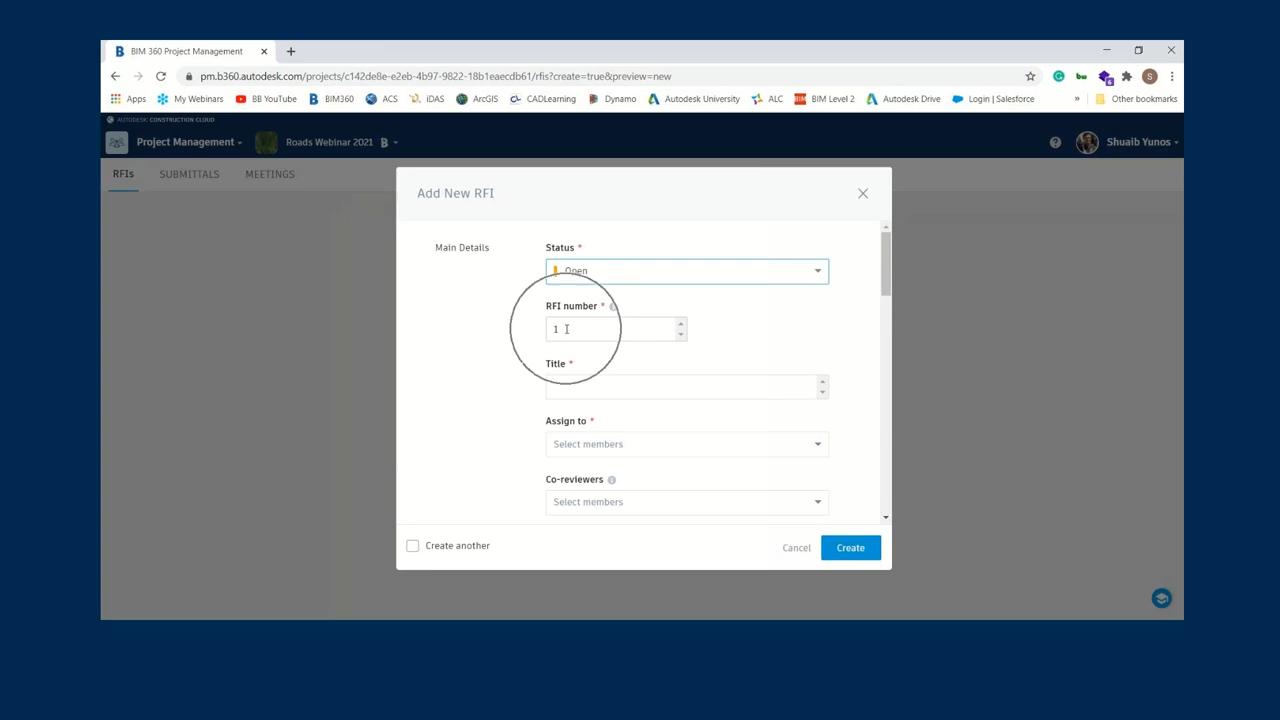 BIM 360 Project Management
pm.b360.autodesk.com/projects/c142de8e-e2eb-4b97-9822-18b1eaecdb61/rfis?create=true&preview=new
S
Apps My Webinars BB YouTube BIM360 ACS iDAS ArcGIS CADLearning Dynamo Autodesk University ALC BIM Level 2 Autodesk Drive Login | Salesforce » Other bookmarks
AUTODESK CONSTRUCTION CLOUD
Project Management Roads Webinar 2021 B Shuaib Yunos
RFIs SUBMITTALS MEETINGS
Add New RFI
Main Details
Status *
Open
RFI number *
1
Title *
Assign to *
Select members
Co-reviewers
Select members
Create another
Cancel Create